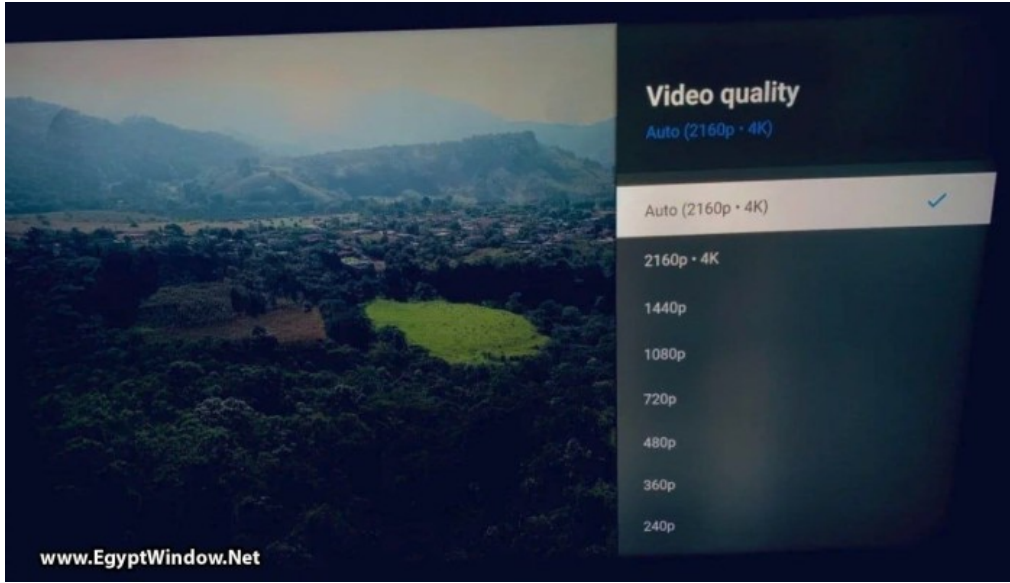 Video quality
Auto (2160p • 4K)
Auto (2160p • 4K)
2160p • 4K
1440p
1080p
720p
480p
360p
240p
www.EgyptWindow.Net